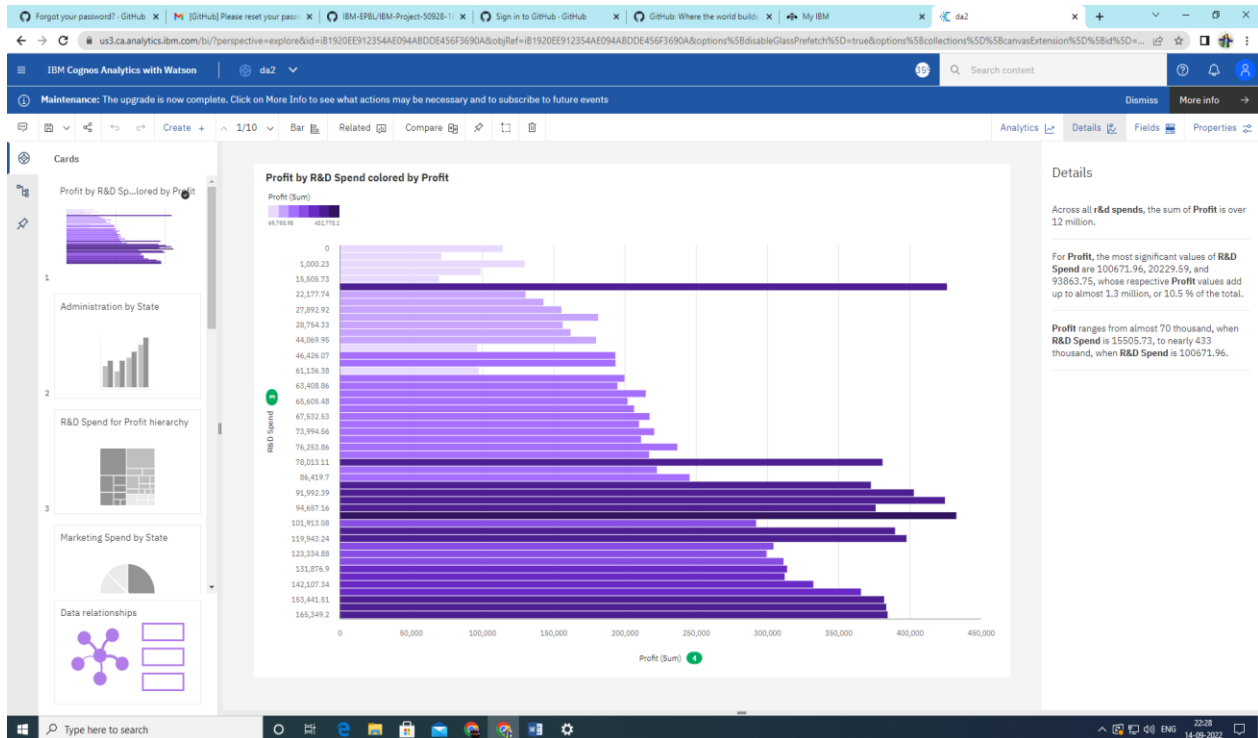 Forgot your password? · GitHub
[GitHub] Please reset your passw
IBM-EPBL/IBM-Project-50928-16
Sign in to GitHub · GitHub
GitHub: Where the world builds s
My IBM
da2
us3.ca.analytics.ibm.com/bi/?perspective=explore&id=iB1920EE912354AE094ABDDE456F3690A&objRef=iB1920EE912354AE094ABDDE456F3690A&options%5BdisableGlassPrefetch%5D=true&options%5Bcollections%5D%5BcanvasExtension%5D%5Bid%5D=...
IBM Cognos Analytics with Watson
da2
Search content
Maintenance: The upgrade is now complete. Click on More Info to see what actions may be necessary and to subscribe to future events
Dismiss
More info
Create +
1/10
Bar
Related
Compare
Analytics
Details
Fields
Properties
Cards
Profit by R&D Sp...lored by Profit
1
Administration by State
2
R&D Spend for Profit hierarchy
3
Marketing Spend by State
Data relationships
Profit by R&D Spend colored by Profit
Profit (Sum)
69,758.98 432,770.2
0
1,000.23
15,505.73
22,177.74
27,892.92
28,754.33
44,069.95
46,426.07
61,136.38
63,408.86
65,605.48
67,532.53
73,994.56
76,253.86
78,013.11
86,419.7
91,992.39
94,657.16
101,913.08
119,943.24
123,334.88
131,876.9
142,107.34
153,441.51
165,349.2
R&D Spend 3
0 50,000 100,000 150,000 200,000 250,000 300,000 350,000 400,000 450,000
Profit (Sum) 4
Details
Across all r&d spends, the sum of Profit is over
12 million.
For Profit, the most significant values of R&D
Spend are 100671.96, 20229.59, and
93863.75, whose respective Profit values add
up to almost 1.3 million, or 10.5 % of the total.
Profit ranges from almost 70 thousand, when
R&D Spend is 15505.73, to nearly 433
thousand, when R&D Spend is 100671.96.
Type here to search
ENG
22:28
14-09-2022